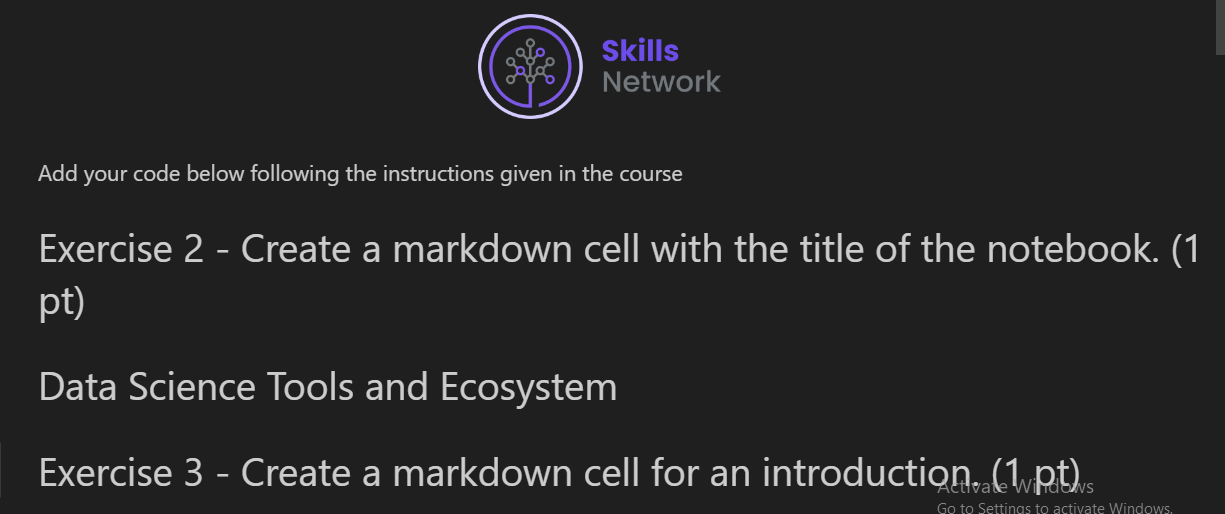 Skills
Network
Add your code below following the instructions given in the course
Exercise 2 - Create a markdown cell with the title of the notebook. (1
pt)
Data Science Tools and Ecosystem
Exercise 3 - Create a markdown cell for an introduction. (1 pt)
Activate Windows
Go to Settings to activate Windows.